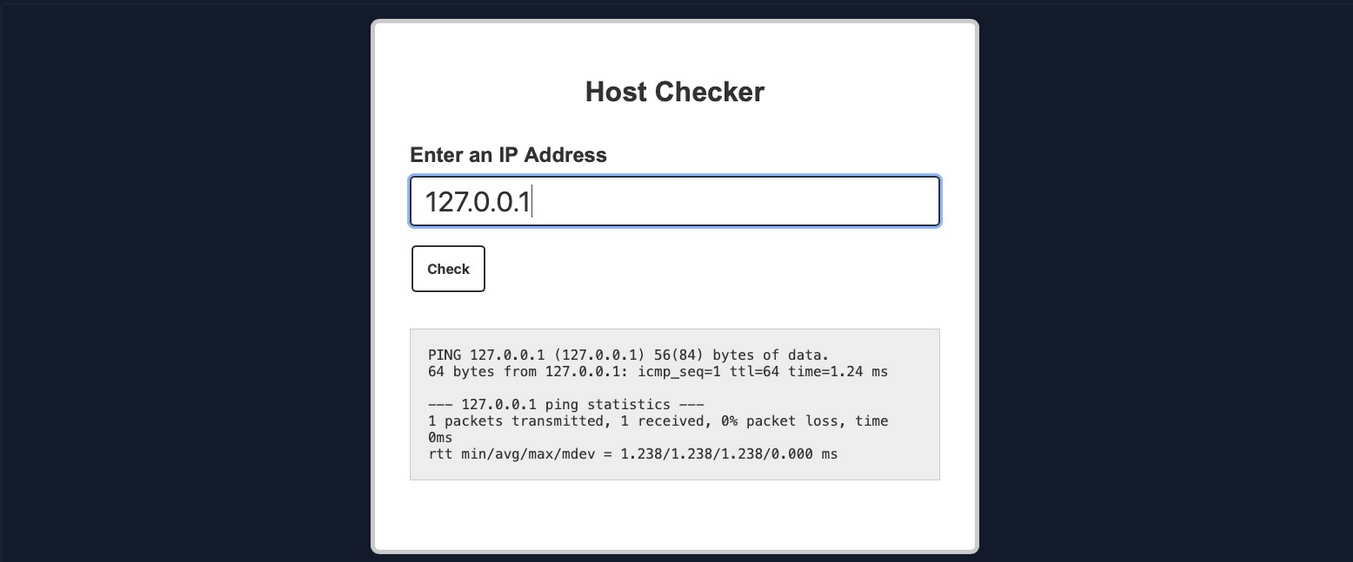 Host Checker
Enter an IP Address
127.0.0.1
Check
PING 127.0.0.1 (127.0.0.1) 56(84) bytes of data.
64 bytes from 127.0.0.1: icmp_seq=1 ttl=64 time=1.24 ms
--- 127.0.0.1 ping statistics ---
1 packets transmitted, 1 received, 0% packet loss, time
0ms
rtt min/avg/max/mdev = 1.238/1.238/1.238/0.000 ms